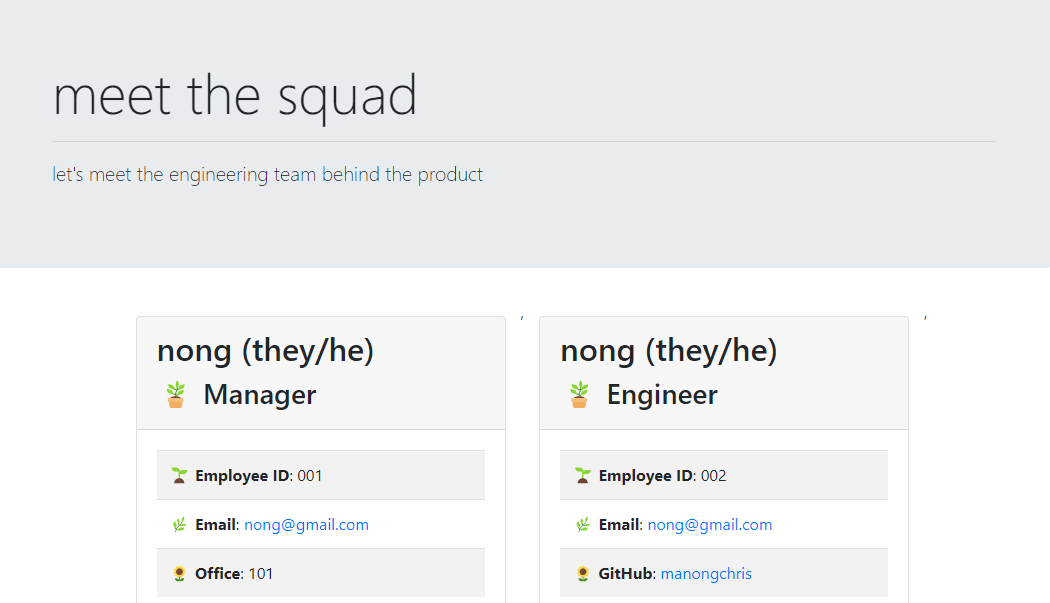 meet the squad
let's meet the engineering team behind the product
nong (they/he)
Manager
Employee ID: 001
Email: nong@gmail.com
Office: 101
,
nong (they/he)
Engineer
Employee ID: 002
Email: nong@gmail.com
GitHub: manongchris
,